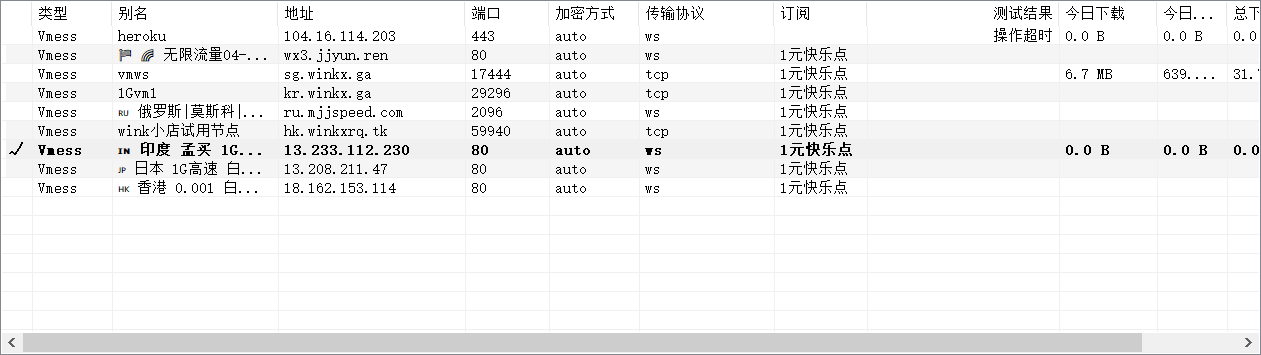 类型 别名 地址 端口 加密方式 传输协议 订阅 测试结果 今日下载 今日... 总下
Vmess heroku 104.16.114.203 443 auto ws 操作超时 0.0 B 0.0 B 0.0
Vmess 无限流量04-... wx3.jjyun.ren 80 auto ws 1元快乐点
Vmess vmws sg.winkx.ga 17444 auto tcp 1元快乐点 6.7 MB 639.... 31.
Vmess 1Gvm1 kr.winkx.ga 29296 auto tcp 1元快乐点
Vmess RU 俄罗斯|莫斯科|... ru.mjjspeed.com 2096 auto ws 1元快乐点
Vmess wink小店试用节点 hk.winkxrq.tk 59940 auto tcp 1元快乐点
Vmess IN 印度 孟买 1G... 13.233.112.230 80 auto ws 1元快乐点 0.0 B 0.0 B 0.0
Vmess JP 日本 1G高速 白... 13.208.211.47 80 auto ws 1元快乐点
Vmess HK 香港 0.001 白... 18.162.153.114 80 auto ws 1元快乐点